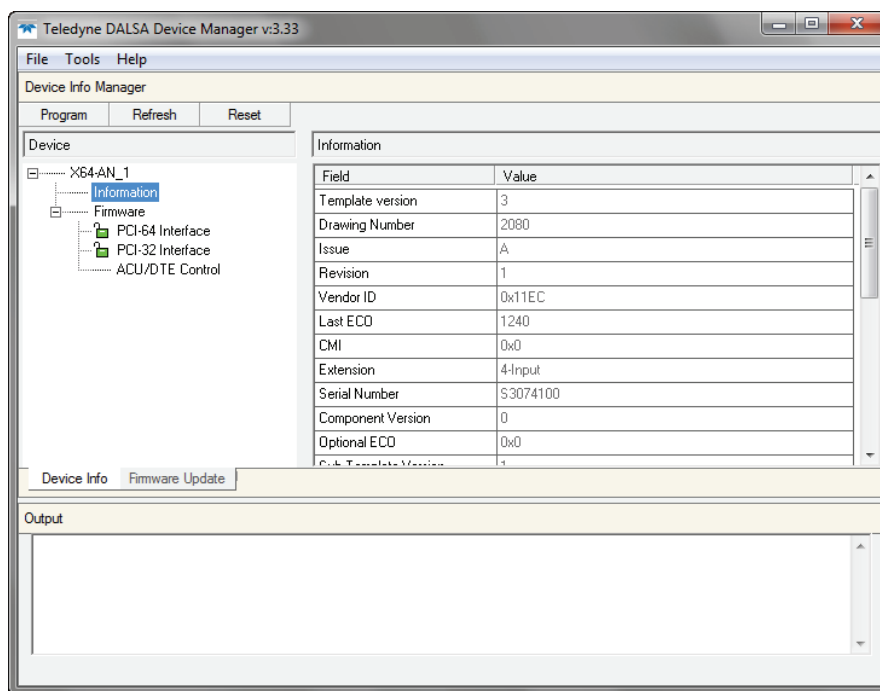 Teledyne DALSA Device Manager v:3.33
File Tools Help
Device Info Manager
Program Refresh Reset
Device
X64-AN_1
Information
Firmware
PCI-64 Interface
PCI-32 Interface
ACU/DTE Control
Information
Field Value
Template version 3
Drawing Number 2080
Issue A
Revision 1
Vendor ID 0x11EC
Last ECO 1240
CMI 0x0
Extension 4-Input
Serial Number S3074100
Component Version 0
Optional ECO 0x0
Sub Template Version 1
Device Info Firmware Update
Output